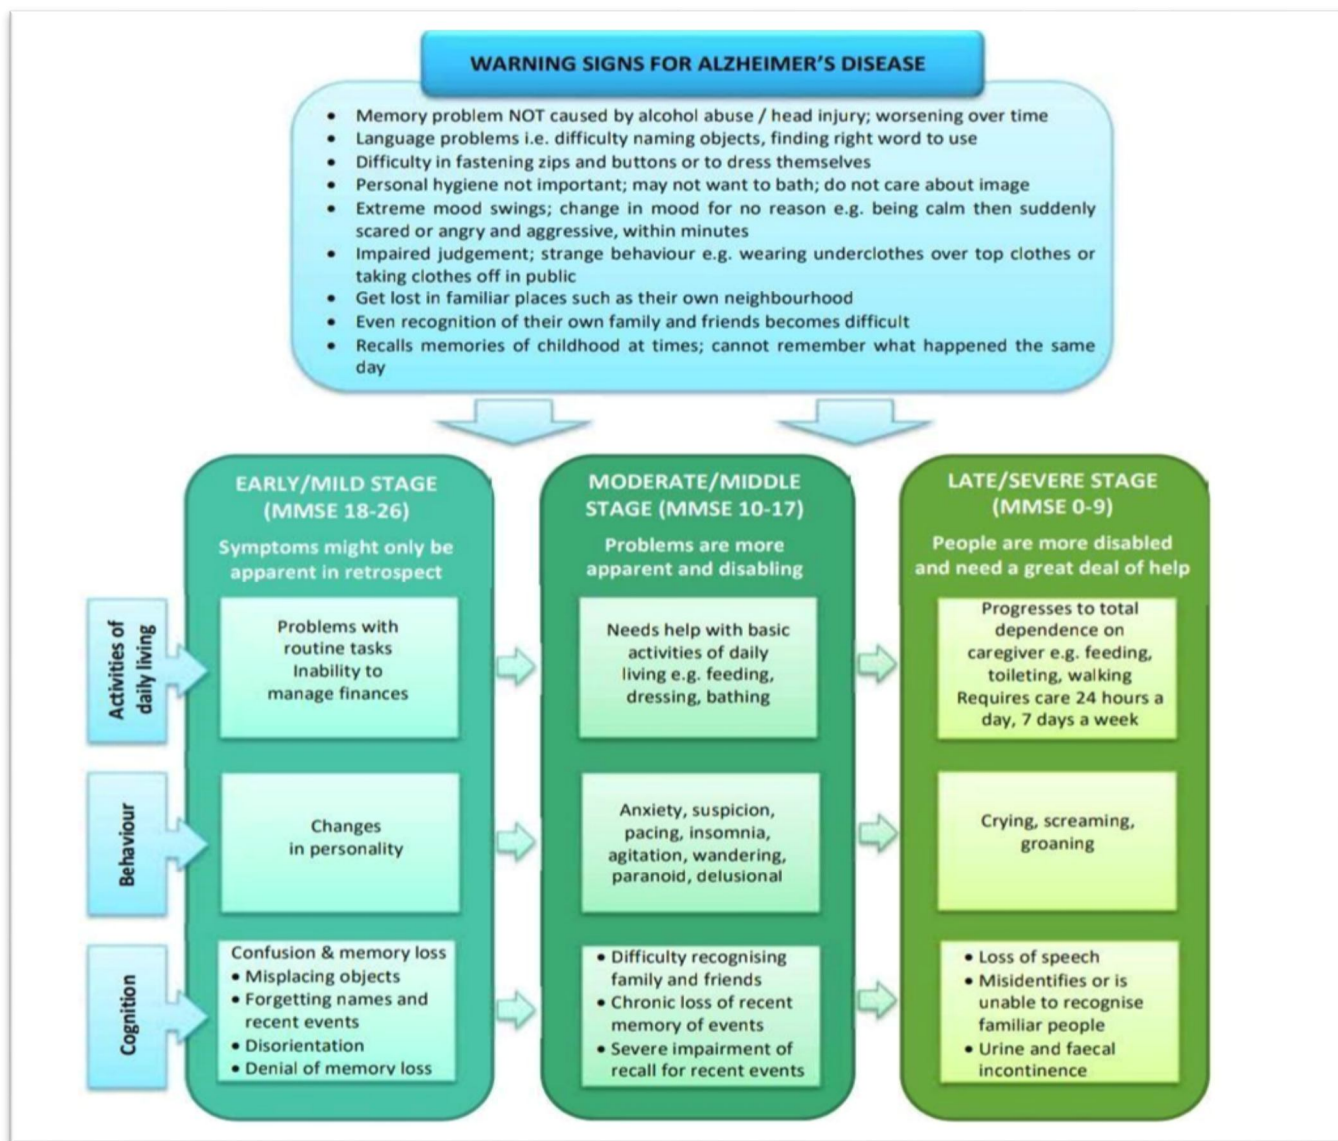 WARNING SIGNS FOR ALZHEIMER'S DISEASE
• Memory problem NOT caused by alcohol abuse / head injury; worsening over time
• Language problems i.e. difficulty naming objects, finding right word to use
• Difficulty in fastening zips and buttons or to dress themselves
• Personal hygiene not important; may not want to bath; do not care about image
• Extreme mood swings; change in mood for no reason e.g. being calm then suddenly
scared or angry and aggressive, within minutes
• Impaired judgement; strange behaviour e.g. wearing underclothes over top clothes or
taking clothes off in public
• Get lost in familiar places such as their own neighbourhood
• Even recognition of their own family and friends becomes difficult
• Recalls memories of childhood at times; cannot remember what happened the same
day
EARLY/MILD STAGE
(MMSE 18-26)
Symptoms might only be
apparent in retrospect
MODERATE/MIDDLE
STAGE (MMSE 10-17)
Problems are more
apparent and disabling
LATE/SEVERE STAGE
(MMSE 0-9)
People are more disabled
and need a great deal of help
Activities of
daily living
Problems with
routine tasks
Inability to
manage finances
Needs help with basic
activities of daily
living e.g. feeding,
dressing, bathing
Progresses to total
dependence on
caregiver e.g. feeding,
toileting, walking
Requires care 24 hours a
day, 7 days a week
Behaviour
Changes
in personality
Anxiety, suspicion,
pacing, insomnia,
agitation, wandering,
paranoid, delusional
Crying, screaming,
groaning
Cognition
Confusion & memory loss
• Misplacing objects
• Forgetting names and
recent events
• Disorientation
• Denial of memory loss
• Difficulty recognising
family and friends
• Chronic loss of recent
memory of events
• Severe impairment of
recall for recent events
• Loss of speech
• Misidentifies or is
unable to recognise
familiar people
• Urine and faecal
incontinence